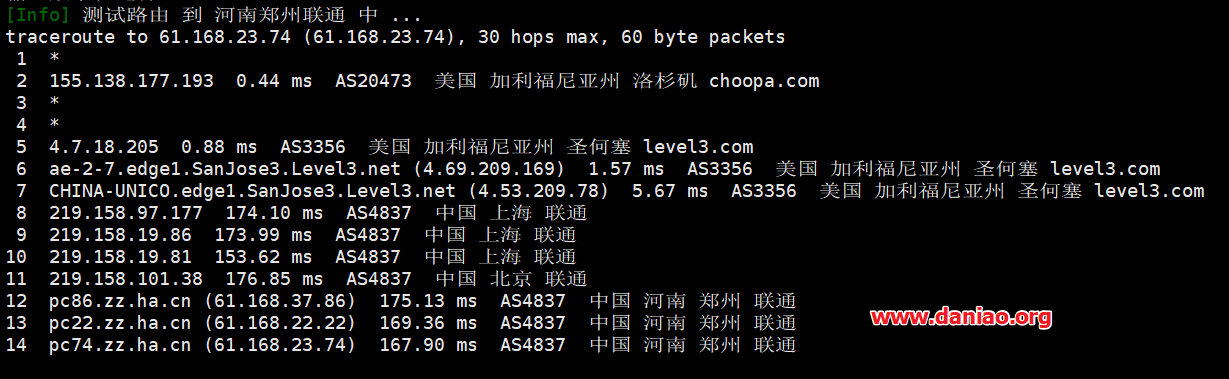 [Info] 测试路由 到 河南郑州联通 中 ...
traceroute to 61.168.23.74 (61.168.23.74), 30 hops max, 60 byte packets
1 *
2 155.138.177.193 0.44 ms AS20473 美国 加利福尼亚州 洛杉矶 choopa.com
3 *
4 *
5 4.7.18.205 0.88 ms AS3356 美国 加利福尼亚州 圣何塞 level3.com
6 ae-2-7.edge1.SanJose3.Level3.net (4.69.209.169) 1.57 ms AS3356 美国 加利福尼亚州 圣何塞 level3.com
7 CHINA-UNICO.edge1.SanJose3.Level3.net (4.53.209.78) 5.67 ms AS3356 美国 加利福尼亚州 圣何塞 level3.com
8 219.158.97.177 174.10 ms AS4837 中国 上海 联通
9 219.158.19.86 173.99 ms AS4837 中国 上海 联通
10 219.158.19.81 153.62 ms AS4837 中国 上海 联通
11 219.158.101.38 176.85 ms AS4837 中国 北京 联通
12 pc86.zz.ha.cn (61.168.37.86) 175.13 ms AS4837 中国 河南 郑州 联通
13 pc22.zz.ha.cn (61.168.22.22) 169.36 ms AS4837 中国 河南 郑州 联通
14 pc74.zz.ha.cn (61.168.23.74) 167.90 ms AS4837 中国 河南 郑州 联通
www.daniao.org